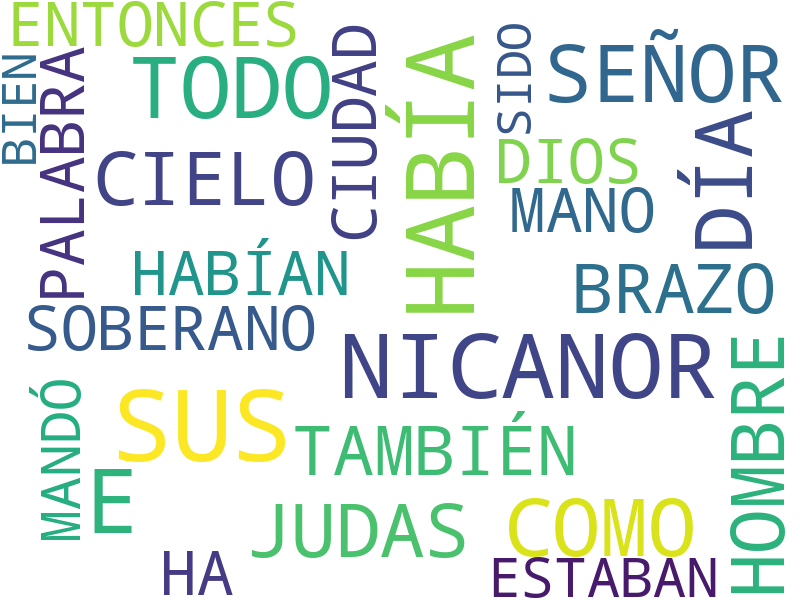 ENTONCES
BIEN
PALABRA
TODO
CIUDAD
HABÍA
SIDO
SEÑOR
CIELO
DIOS
DÍA
MANO
HABÍAN
BRAZO
SOBERANO
NICANOR
HOMBRE
MANDÓ
SUS
TAMBIÉN
E
JUDAS
COMO
HA
ESTABAN